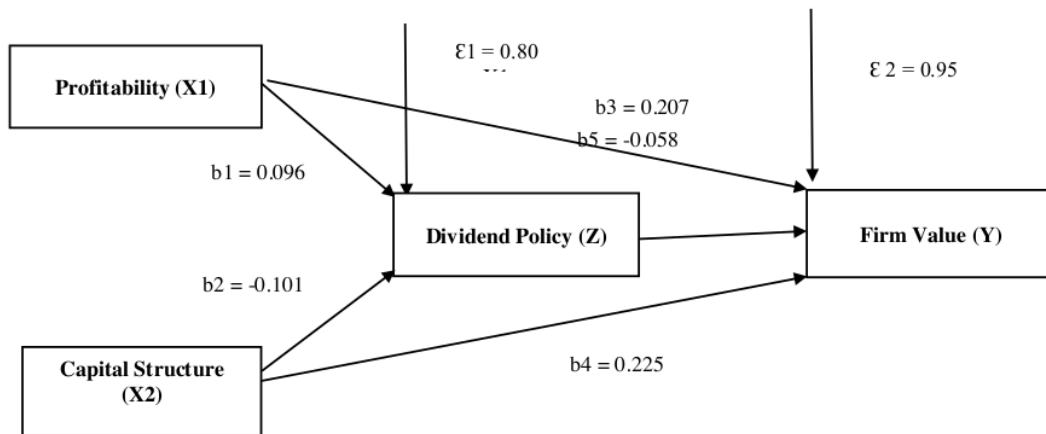 Ɛ1 = 0.80
Ɛ 2 = 0.95
Profitability (X1)
b3 = 0.207
b5 = -0.058
b1 = 0.096
Dividend Policy (Z)
Firm Value (Y)
b2 = -0.101
Capital Structure
(X2)
b4 = 0.225